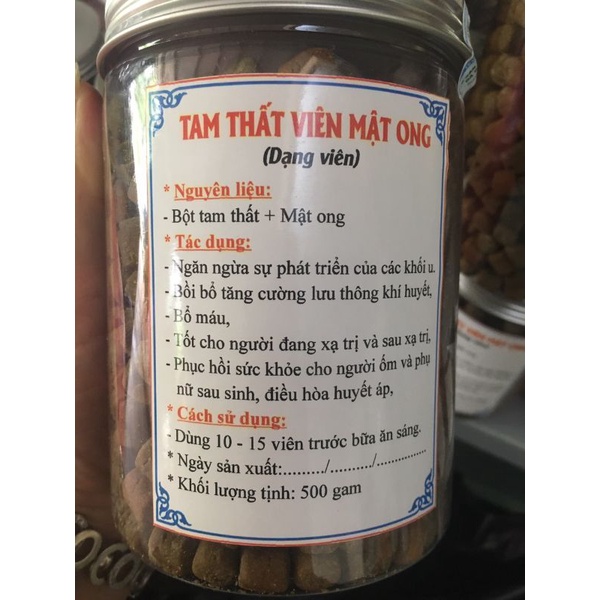 TAM THẤT VIÊN MẬT ONG
(Dạng viên)
* Nguyên liệu:
- Bột tam thất + Mật ong
* Tác dụng:
- Ngăn ngừa sự phát triển của các khối u.
- Bồi bổ tăng cường lưu thông khí huyết,
- Bổ máu,
- Tốt cho người đang xạ trị và sau xạ trị,
- Phục hồi sức khỏe cho người ốm và phụ
nữ sau sinh, điều hòa huyết áp,
* Cách sử dụng:
- Dùng 10 - 15 viên trước bữa ăn sáng.
* Ngày sản xuất:........./........../...............
* Khối lượng tịnh: 500 gam